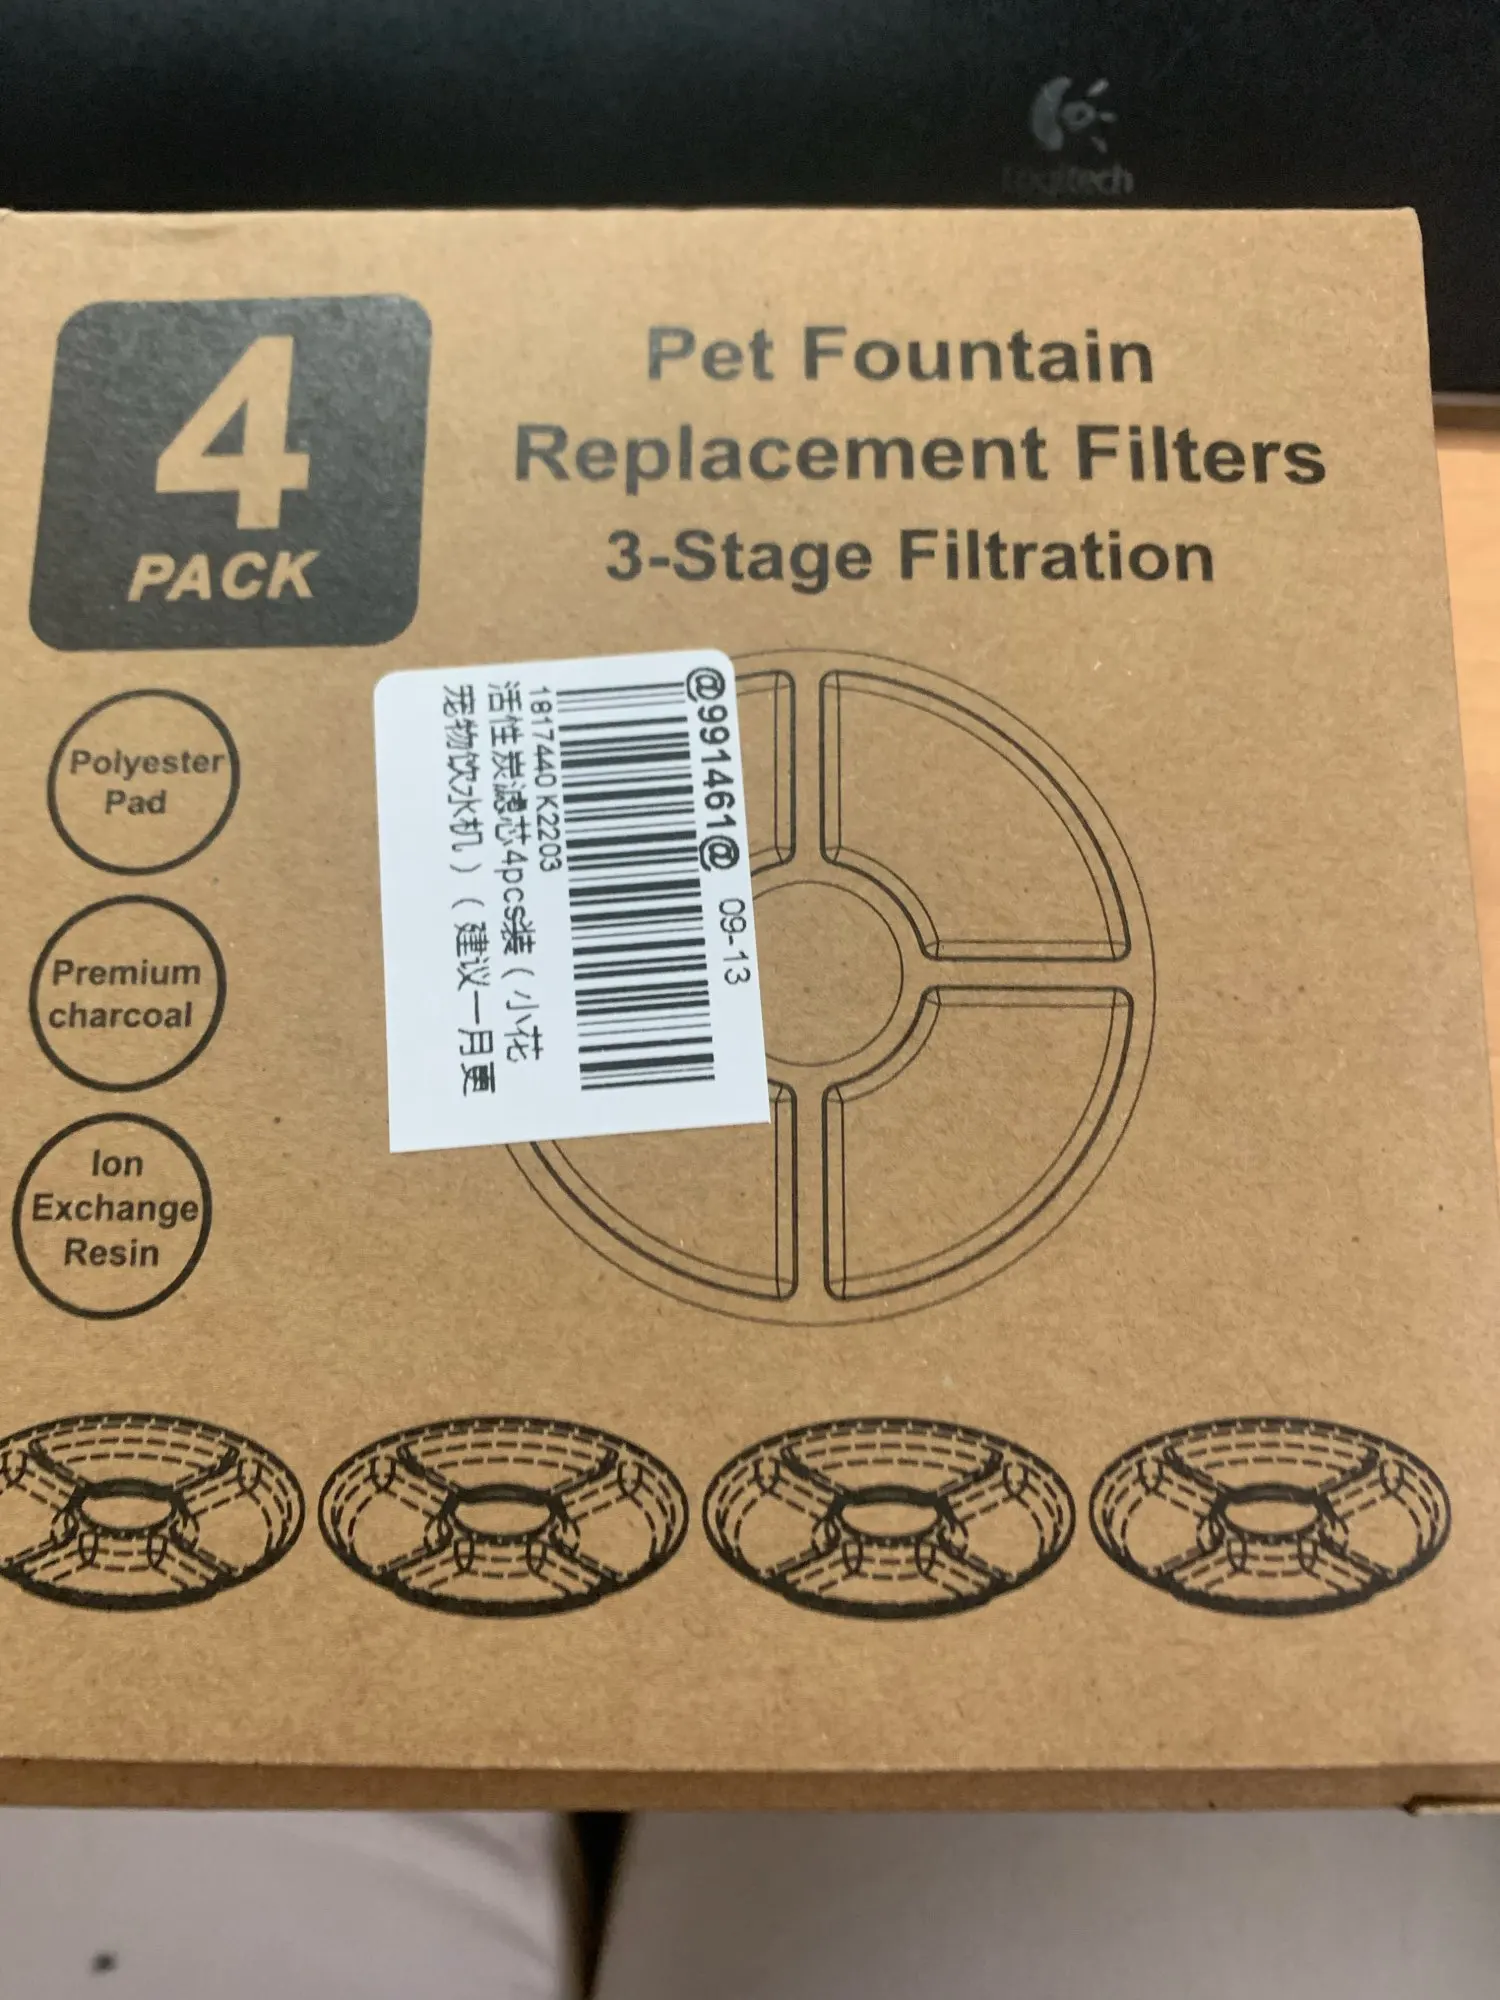 logitech
4
PACK
Pet Fountain
Replacement Filters
3-Stage Filtration
Polyester
Pad
Premium
charcoal
Ion
Exchange
Resin
@991461@ 09-13
1817440 K2203
活性炭滤芯4pcs装（小花
宠物饮水机）（建议一月更